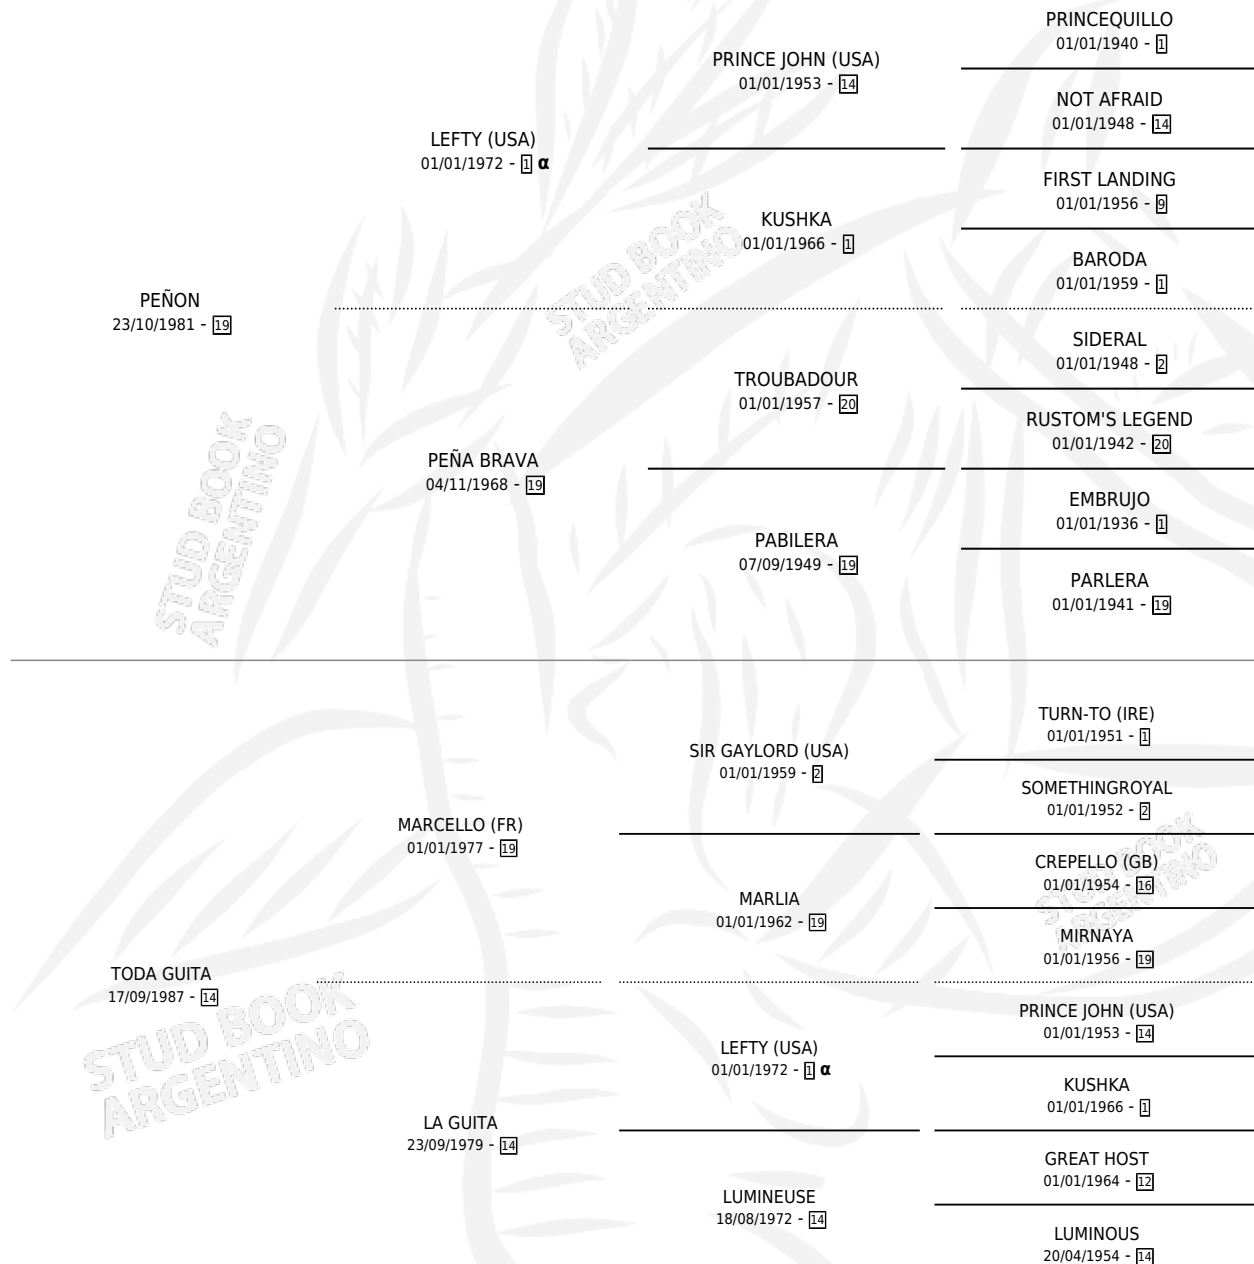 PRINCEQUILLO
01/01/1940 - 1
PRINCE JOHN (USA)
01/01/1953 - 14
NOT AFRAID
01/01/1948 - 14
LEFTY (USA)
01/01/1972 - 1 α
FIRST LANDING
01/01/1956 - 9
KUSHKA
01/01/1966 - 1
BARODA
01/01/1959 - 1
PEÑON
23/10/1981 - 19
SIDERAL
01/01/1948 - 2
TROUBADOUR
01/01/1957 - 20
RUSTOM'S LEGEND
01/01/1942 - 20
PEÑA BRAVA
04/11/1968 - 19
EMBRUJO
01/01/1936 - 1
PABILERA
07/09/1949 - 19
PARLERA
01/01/1941 - 19
STUD BOOK
ARGENTINO
STUD BOOK
ARGENTINO
TURN-TO (IRE)
01/01/1951 - 1
SIR GAYLORD (USA)
01/01/1959 - 2
SOMETHINGROYAL
01/01/1952 - 2
MARCELLO (FR)
01/01/1977 - 19
CREPELLO (GB)
01/01/1954 - 16
MARLIA
01/01/1962 - 19
MIRNAYA
01/01/1956 - 19
TODA GUITA
17/09/1987 - 14
PRINCE JOHN (USA)
01/01/1953 - 14
LEFTY (USA)
01/01/1972 - 1 α
KUSHKA
01/01/1966 - 1
LA GUITA
23/09/1979 - 14
GREAT HOST
01/01/1964 - 12
LUMINEUSE
18/08/1972 - 14
LUMINOUS
20/04/1954 - 14
STUD BOOK
ARGENTINO
STUD BOOK
ARGENTINO